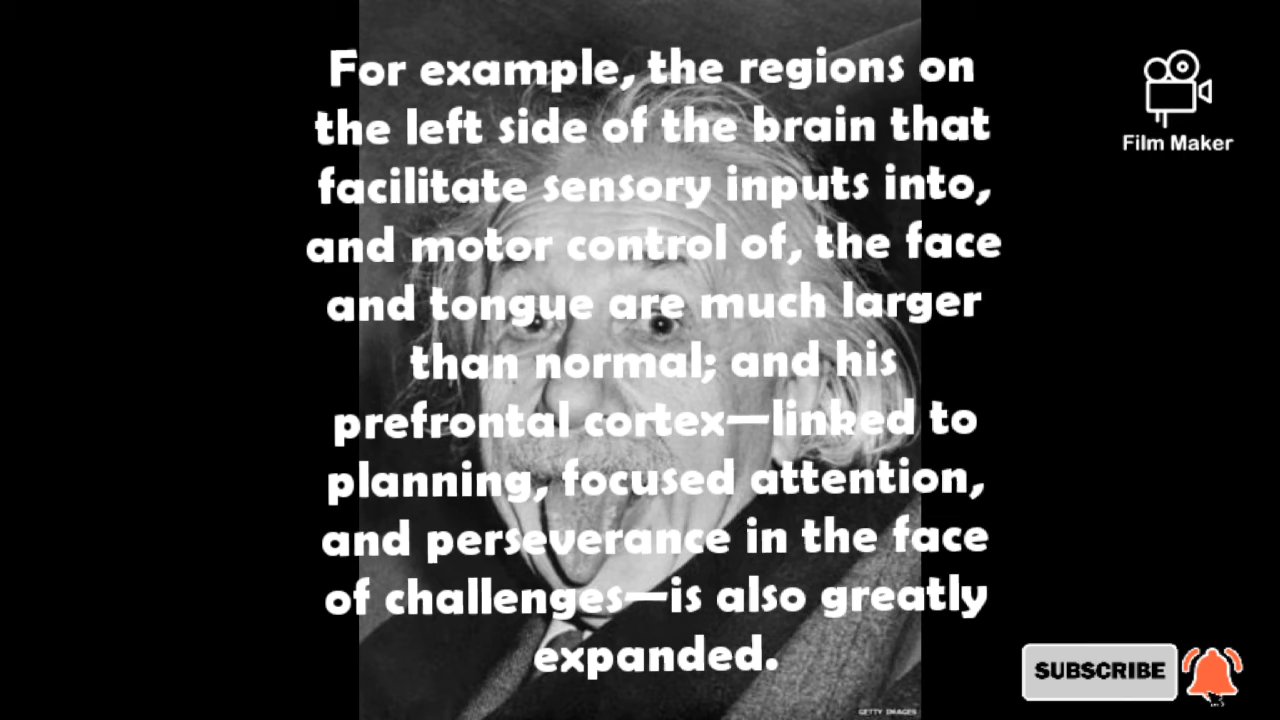 For example, the regions on
the left side of the brain that
facilitate sensory inputs into,
and motor control of, the face
and tongue are much larger
than normal; and his
prefrontal cortex—linked to
planning, focused attention,
and perseverance in the face
of challenges—is also greatly
expanded.
Film Maker
SUBSCRIBE
GETTY IMAGES